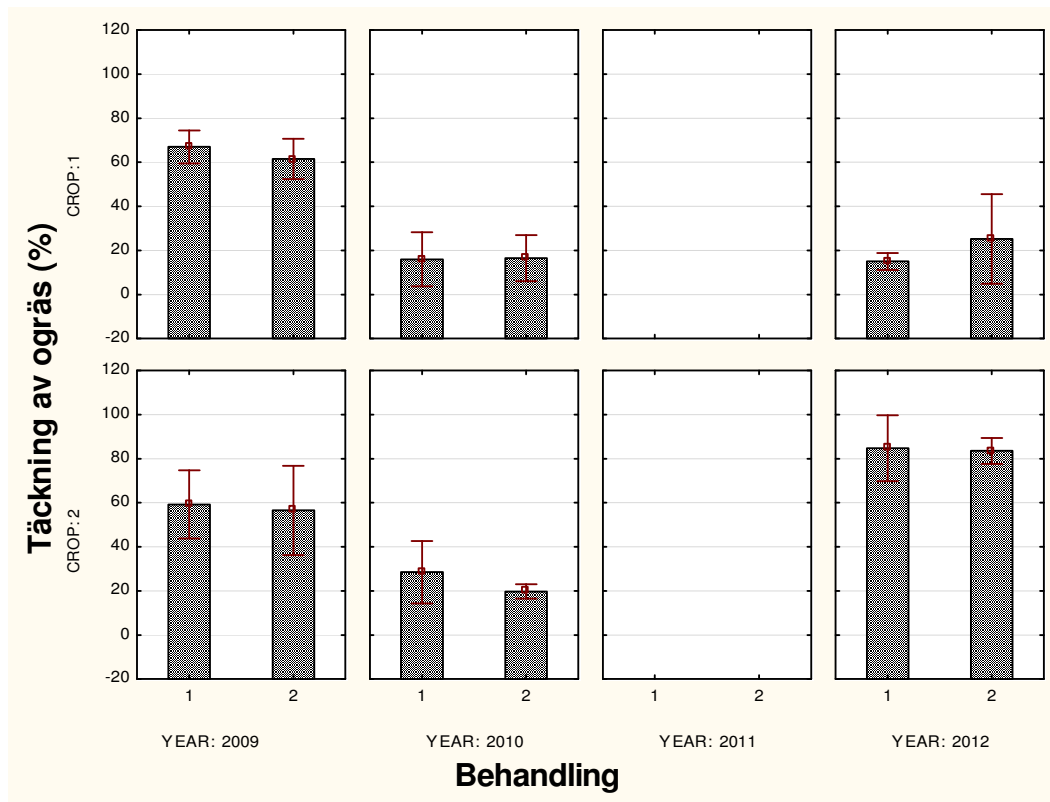 Täckning av ogräs (%)
CROP: 1
120
100
80
60
40
20
0
-20
CROP: 2
120
100
80
60
40
20
0
-20
1 2
1 2
1 2
1 2
YEAR: 2009
YEAR: 2010
YEAR: 2011
YEAR: 2012
Behandling